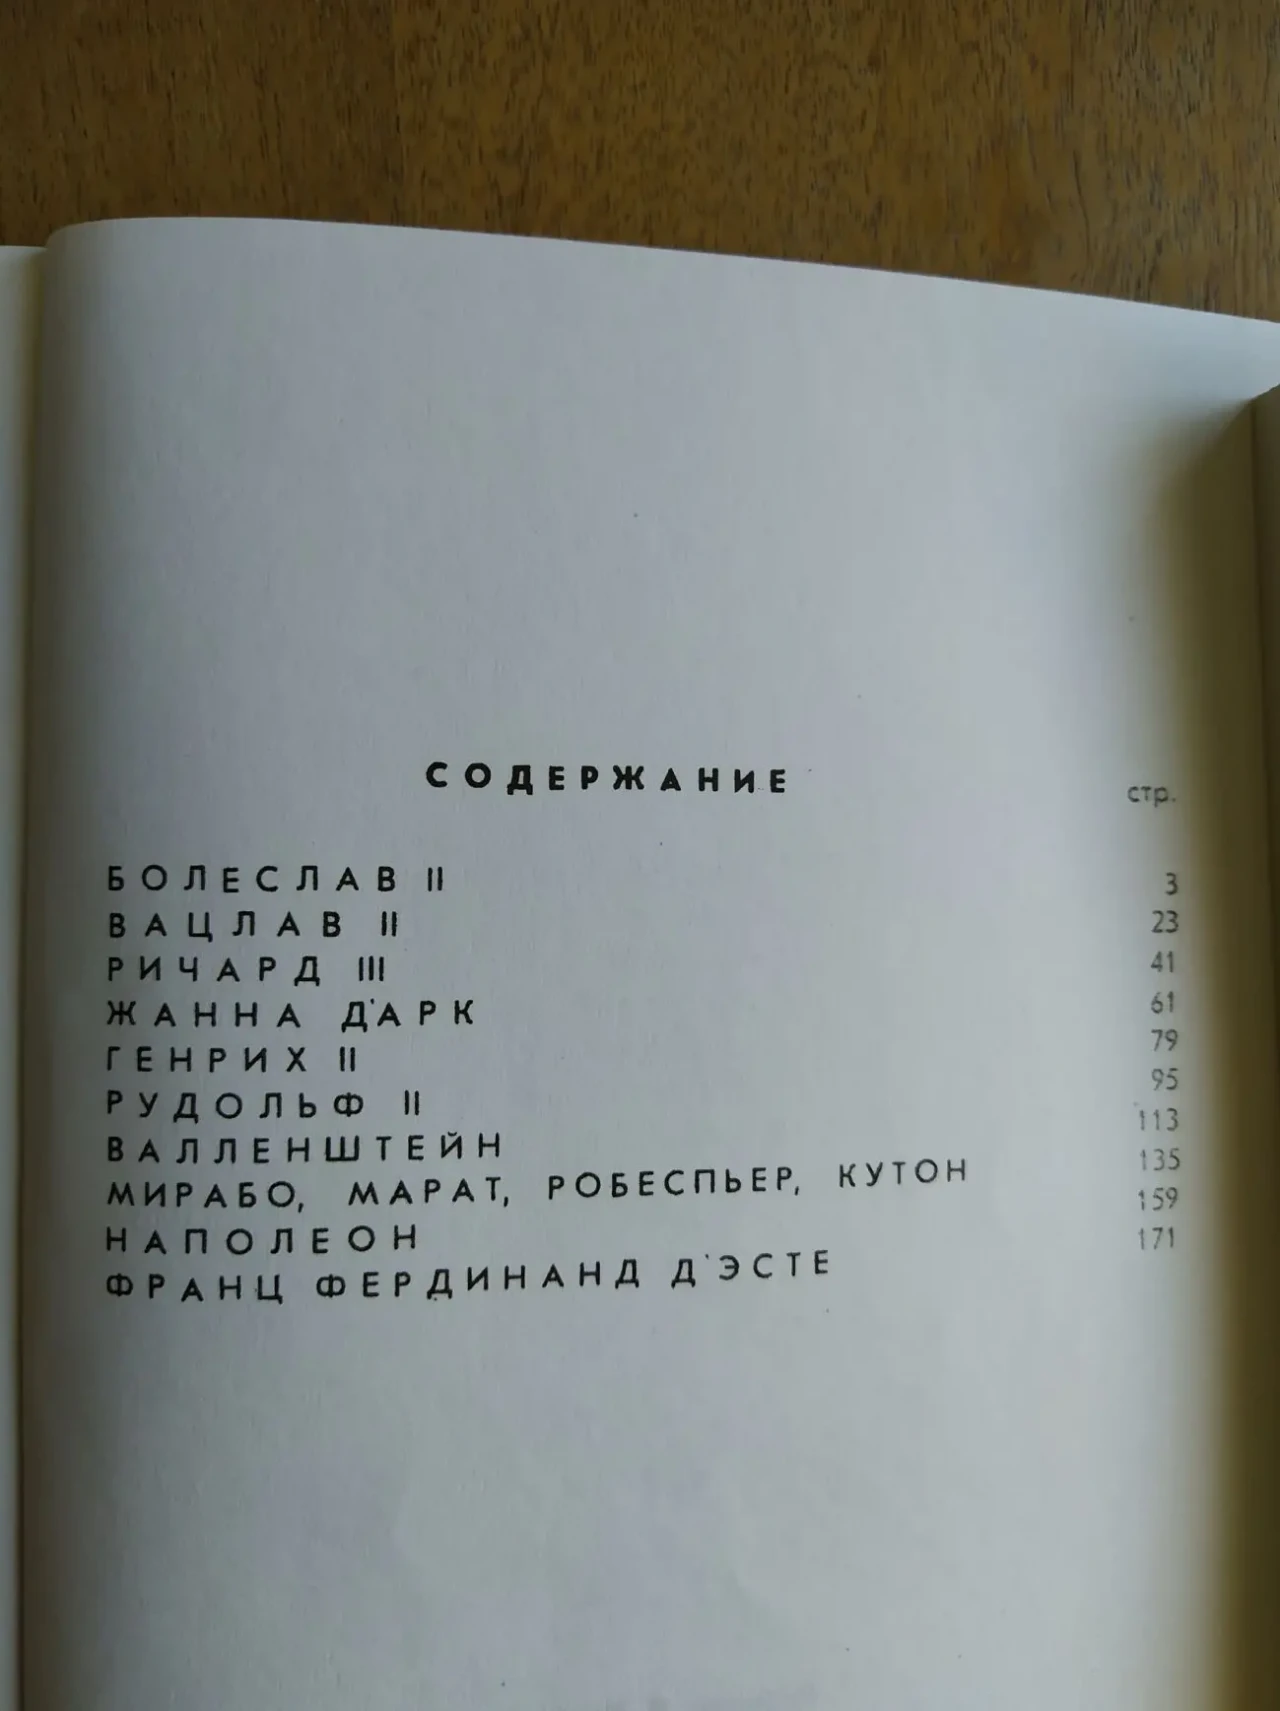 СОДЕРЖАНИЕ
стр.
БОЛЕСЛАВ II 3
ВАЦЛАВ II 23
РИЧАРД III 41
ЖАННА Д'АРК 61
ГЕНРИХ II 79
РУДОЛЬФ II 95
ВАЛЛЕНШТЕЙН 113
МИРАБО, МАРАТ, РОБЕСПЬЕР, КУТОН 135
НАПОЛЕОН 159
ФРАНЦ ФЕРДИНАНД Д'ЭСТЕ 171